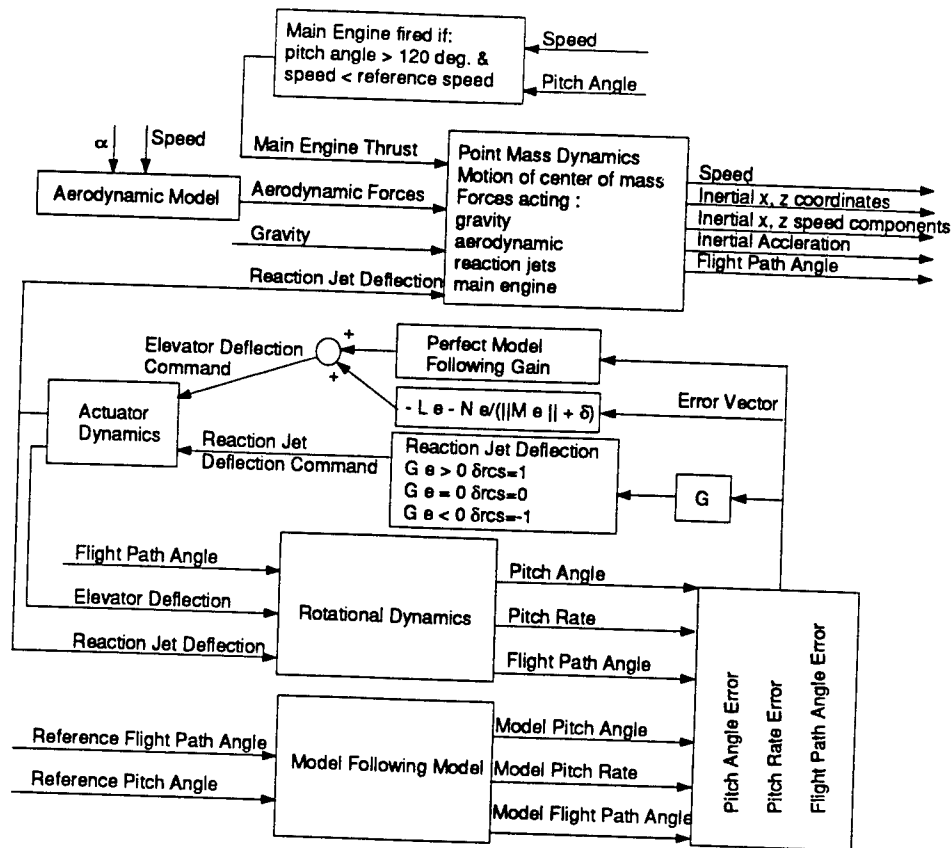 Main Engine fired if:
pitch angle > 120 deg. &
speed < reference speed
Speed
Pitch Angle
α
Speed
Aerodynamic Model
Main Engine Thrust
Aerodynamic Forces
Gravity
Reaction Jet Deflection
Point Mass Dynamics
Motion of center of mass
Forces acting :
gravity
aerodynamic
reaction jets
main engine
Speed
Inertial x, z coordinates
Inertial x, z speed components
Inertial Accleration
Flight Path Angle
Elevator Deflection
Command
+
+
Perfect Model
Following Gain
- L e - N e/(||M e || + δ)
Error Vector
Actuator
Dynamics
Reaction Jet
Deflection Command
Reaction Jet Deflection
G e > 0 δrcs=1
G e = 0 δrcs=0
G e < 0 δrcs=-1
G
Flight Path Angle
Elevator Deflection
Reaction Jet Deflection
Rotational Dynamics
Pitch Angle
Pitch Rate
Flight Path Angle
Reference Flight Path Angle
Reference Pitch Angle
Model Following Model
Model Pitch Angle
Model Pitch Rate
Model Flight Path Angle
Pitch Angle Error
Pitch Rate Error
Flight Path Angle Error